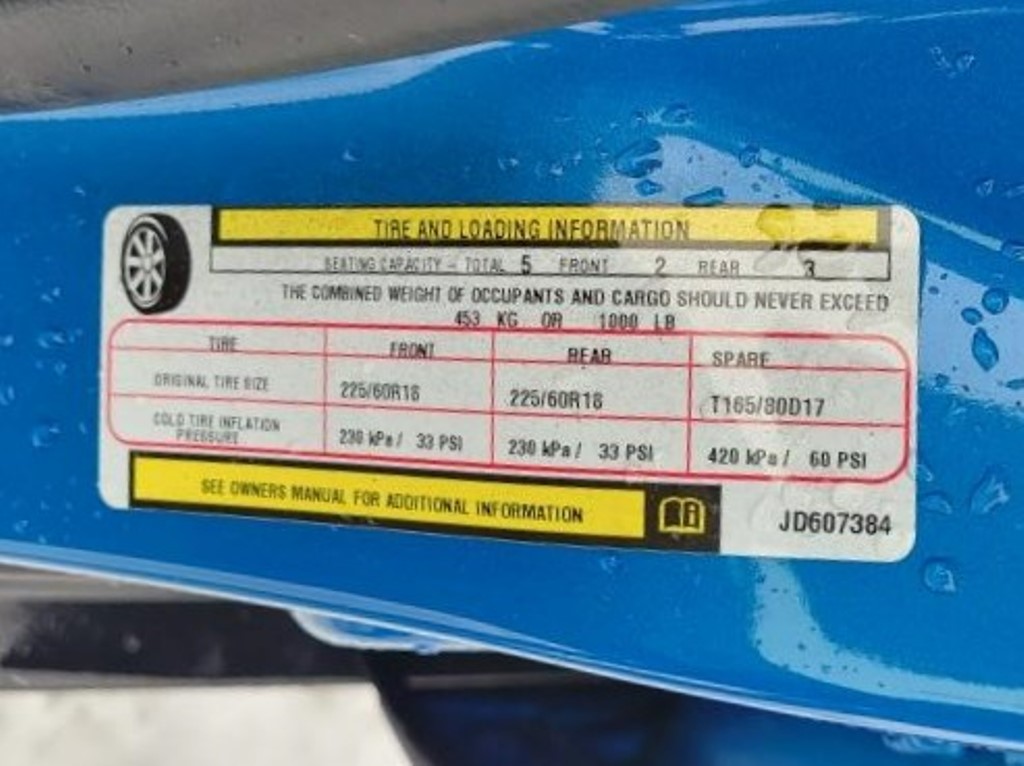 TIRE AND LOADING INFORMATION
SEATING CAPACITY - TOTAL 5 FRONT 2 REAR 3
THE COMBINED WEIGHT OF OCCUPANTS AND CARGO SHOULD NEVER EXCEED
453 KG OR 1000 LB
TIRE FRONT REAR SPARE
ORIGINAL TIRE SIZE 225/60R18 225/60R18 T165/80D17
COLD TIRE INFLATION
PRESSURE 230 kPa / 33 PSI 230 kPa / 33 PSI 420 kPa / 60 PSI
SEE OWNERS MANUAL FOR ADDITIONAL INFORMATION
JD607384